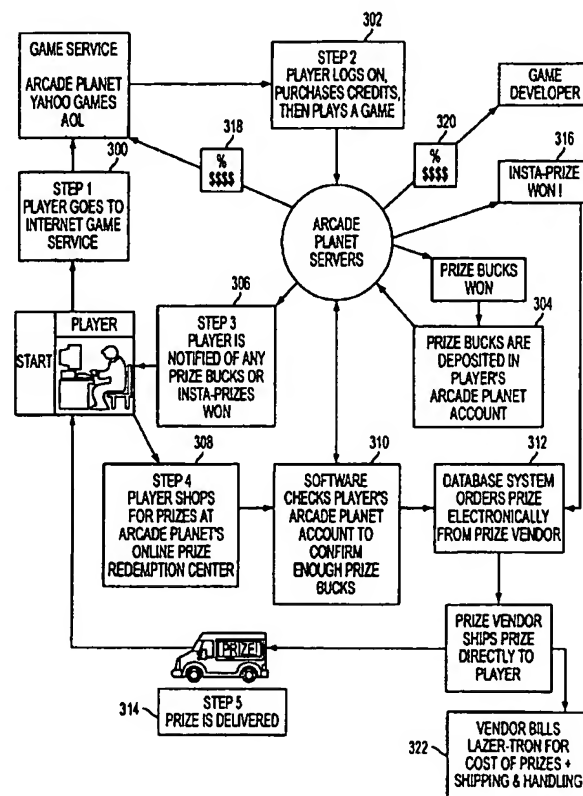 GAME SERVICE
ARCADE PLANET
YAHOO GAMES
AOL
302
STEP 2
PLAYER LOGS ON,
PURCHASES CREDITS,
THEN PLAYS A GAME
GAME
DEVELOPER
318
%
$$$$
320
%
$$$$
316
INSTA-PRIZE
WON !
300
STEP 1
PLAYER GOES TO
INTERNET GAME
SERVICE
ARCADE
PLANET
SERVERS
PRIZE BUCKS
WON
306
STEP 3
PLAYER IS
NOTIFIED OF ANY
PRIZE BUCKS OR
INSTA-PRIZES
WON
304
PRIZE BUCKS ARE
DEPOSITED IN
PLAYER'S
ARCADE PLANET
ACCOUNT
START
PLAYER
308
STEP 4
PLAYER SHOPS
FOR PRIZES AT
ARCADE PLANET'S
ONLINE PRIZE
REDEMPTION CENTER
310
SOFTWARE
CHECKS PLAYER'S
ARCADE PLANET
ACCOUNT TO
CONFIRM
ENOUGH PRIZE
BUCKS
312
DATABASE SYSTEM
ORDERS PRIZE
ELECTRONICALLY
FROM PRIZE VENDOR
PRIZE VENDOR
SHIPS PRIZE
DIRECTLY TO
PLAYER
PRIZE!
314
STEP 5
PRIZE IS DELIVERED
322
VENDOR BILLS
LAZER-TRON FOR
COST OF PRIZES +
SHIPPING & HANDLING